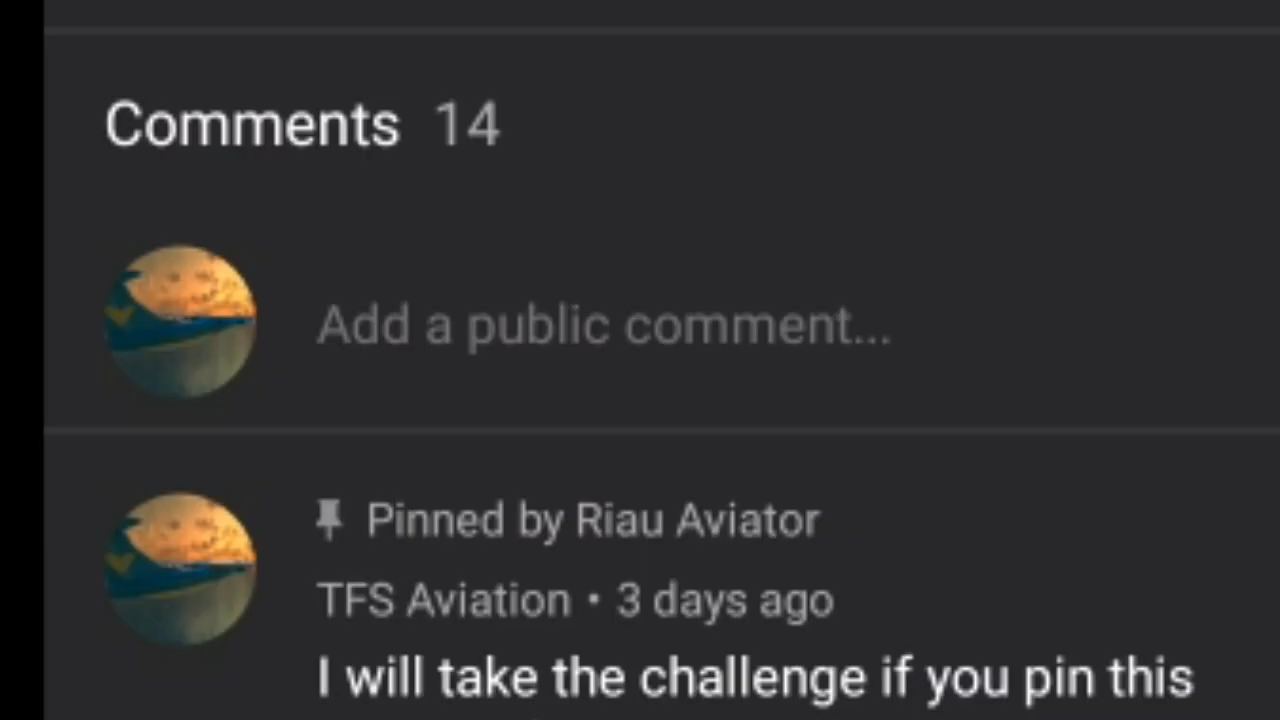 Comments 14
Add a public comment...
Pinned by Riau Aviator
TFS Aviation • 3 days ago
I will take the challenge if you pin this